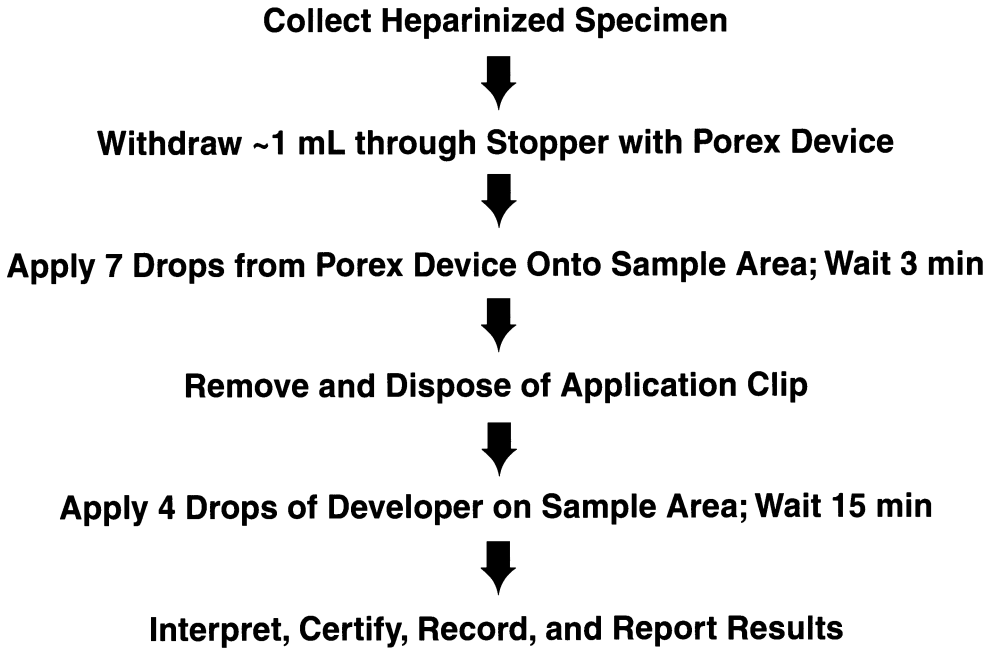 Collect Heparinized Specimen
Withdraw ~1 mL through Stopper with Porex Device
Apply 7 Drops from Porex Device Onto Sample Area; Wait 3 min
Remove and Dispose of Application Clip
Apply 4 Drops of Developer on Sample Area; Wait 15 min
Interpret, Certify, Record, and Report Results